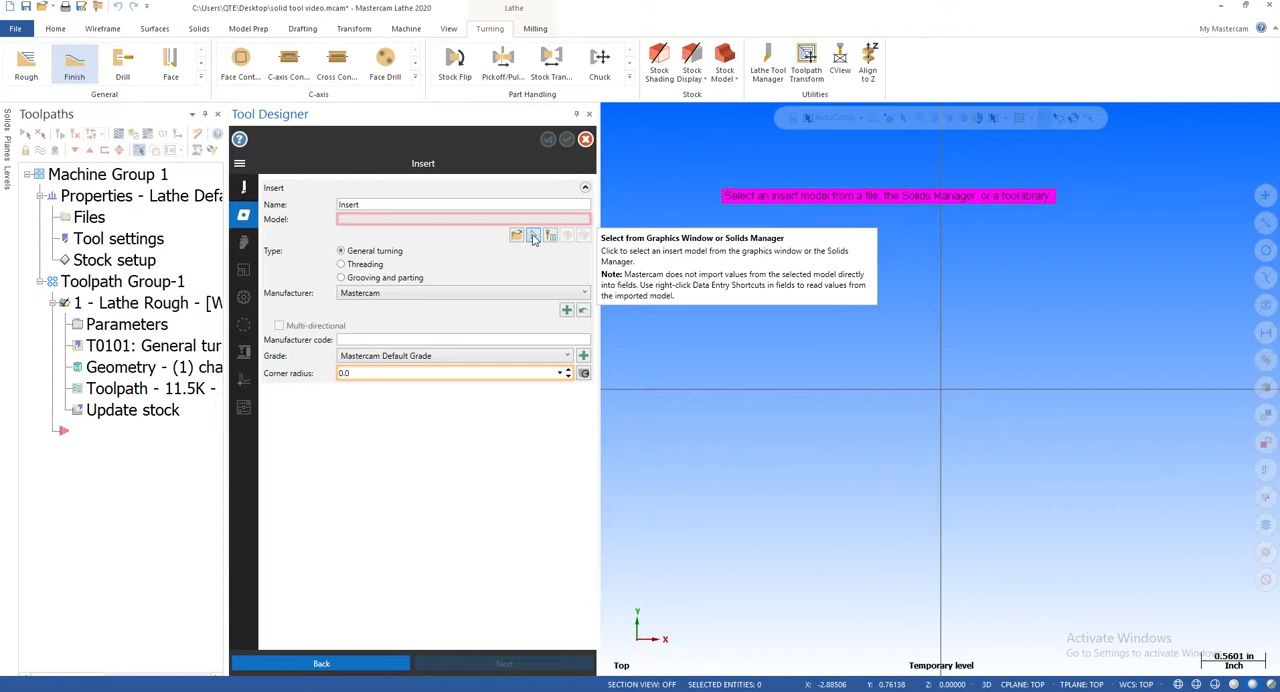 C:\Users\QTE\Desktop\solid tool video.mcam* - Mastercam Lathe 2020
Lathe
File Home Wireframe Surfaces Solids Model Prep Drafting Transform Machine View Turning Milling
My Mastercam
Rough Finish Drill Face
Face Cont... C-axis Con... Cross Con... Face Drill
Stock Flip Pickoff/Pul... Stock Tran... Chuck
Stock Shading
Stock Display
Stock Model
Lathe Tool Manager
Toolpath Transform
CView
Align to Z
General
C-axis
Part Handling
Stock
Utilities
Solids Planes Levels
Toolpaths
Machine Group 1
Properties - Lathe Defa
Files
Tool settings
Stock setup
Toolpath Group-1
1 - Lathe Rough - [W
Parameters
T0101: General tur
Geometry - (1) cha
Toolpath - 11.5K -
Update stock
Tool Designer
Insert
Insert
Name: Insert
Model:
Type: General turning
Threading
Grooving and parting
Manufacturer: Mastercam
Multi-directional
Manufacturer code:
Grade: Mastercam Default Grade
Corner radius: 0.0
Back Next
AutoCursor
Select an insert model from a file, the Solids Manager, or a tool library.
Select from Graphics Window or Solids Manager
Click to select an insert model from the graphics window or the Solids
Manager.
Note: Mastercam does not import values from the selected model directly
into fields. Use right-click Data Entry Shortcuts in fields to read values from
the imported model.
Y
X
Activate Windows
Go to Settings to activate Windows
Top
Temporary level
0.5601 in
Inch
SECTION VIEW: OFF SELECTED ENTITIES: 0 X: -2.88506 Y: 0.76138 Z: 0.00000 3D CPLANE: TOP TPLANE: TOP WCS: TOP